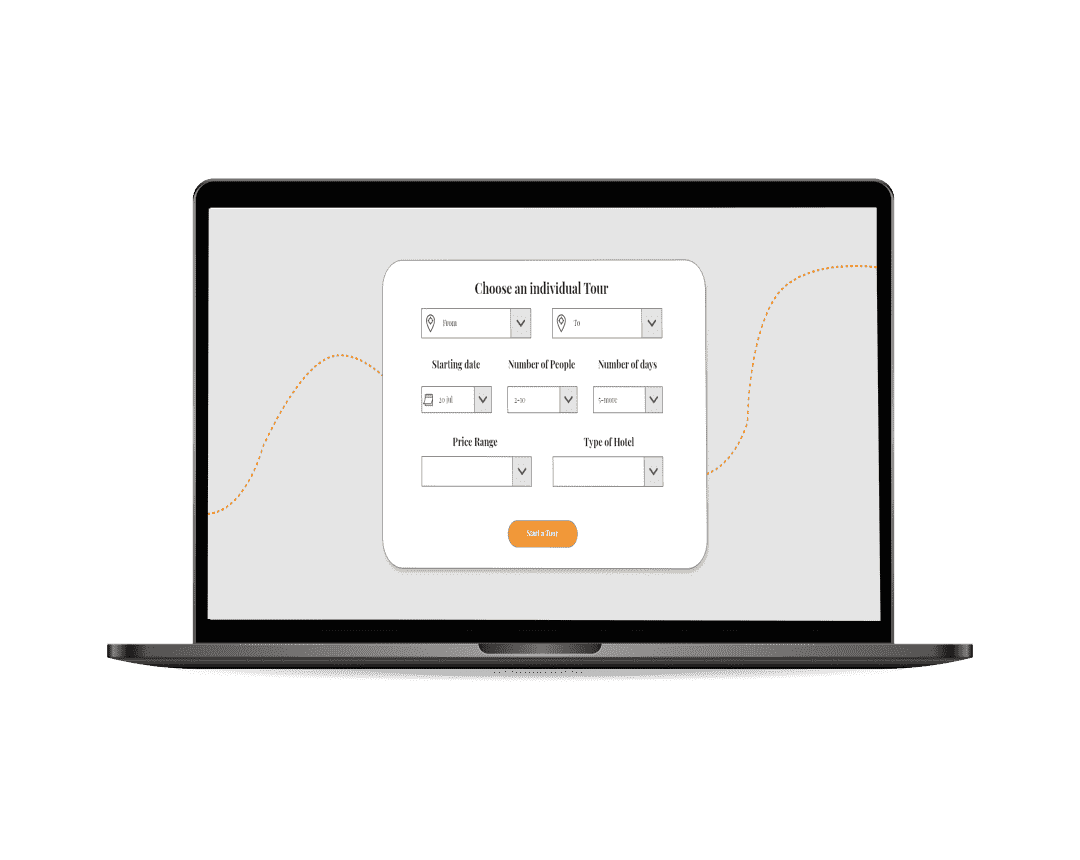 Choose an individual Tour
From To
Starting date Number of People Number of days
20 jul 2-10 5-more
Price Range Type of Hotel
Start a Tour